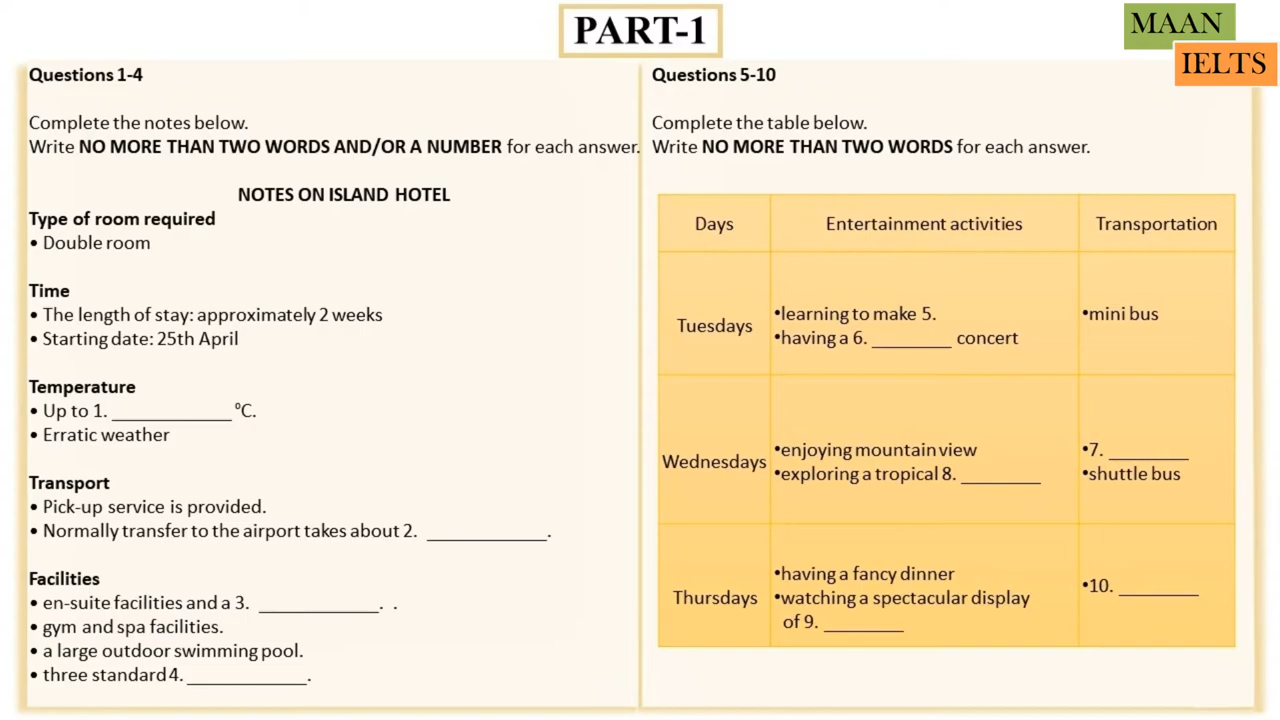 PART-1
MAAN
IELTS
Questions 1-4
Complete the notes below.
Write NO MORE THAN TWO WORDS AND/OR A NUMBER for each answer.
NOTES ON ISLAND HOTEL
Type of room required
• Double room
Time
• The length of stay: approximately 2 weeks
• Starting date: 25th April
Temperature
• Up to 1. ____________ ⁰C.
• Erratic weather
Transport
• Pick-up service is provided.
• Normally transfer to the airport takes about 2. ____________.
Facilities
• en-suite facilities and a 3. ____________. .
• gym and spa facilities.
• a large outdoor swimming pool.
• three standard 4. ____________.
Questions 5-10
Complete the table below.
Write NO MORE THAN TWO WORDS for each answer.
Days Entertainment activities Transportation
Tuesdays
•learning to make 5.
•having a 6. ________ concert
•mini bus
Wednesdays
•enjoying mountain view
•exploring a tropical 8. ________
•7. ________
•shuttle bus
Thursdays
•having a fancy dinner
•watching a spectacular display
of 9. ________
•10. ________